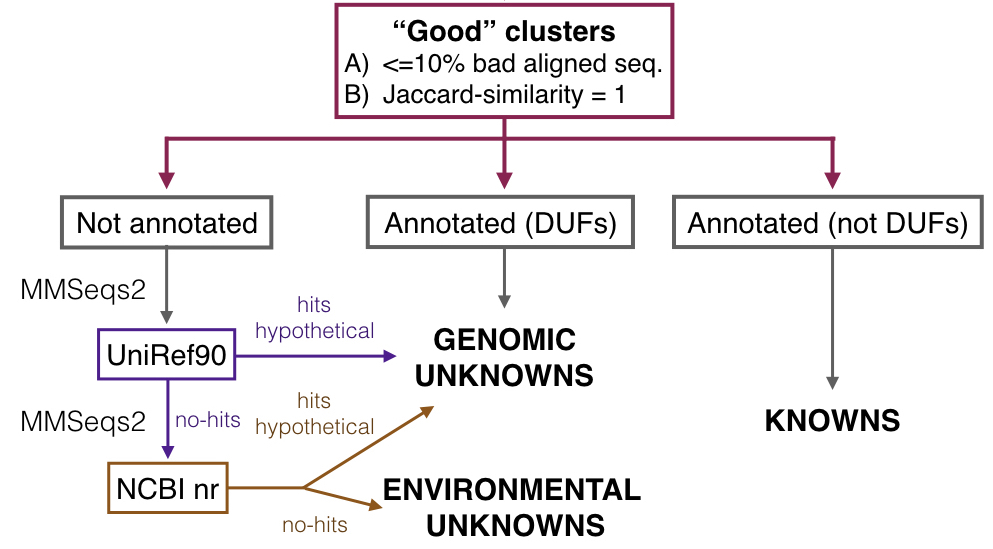 “Good” clusters
A) <=10% bad aligned seq.
B) Jaccard-similarity = 1
Not annotated
Annotated (DUFs)
Annotated (not DUFs)
MMSeqs2
hits
hypothetical
UniRef90
GENOMIC
UNKNOWNS
MMSeqs2
no-hits
hits
hypothetical
KNOWNS
NCBI nr
ENVIRONMENTAL
UNKNOWNS
no-hits